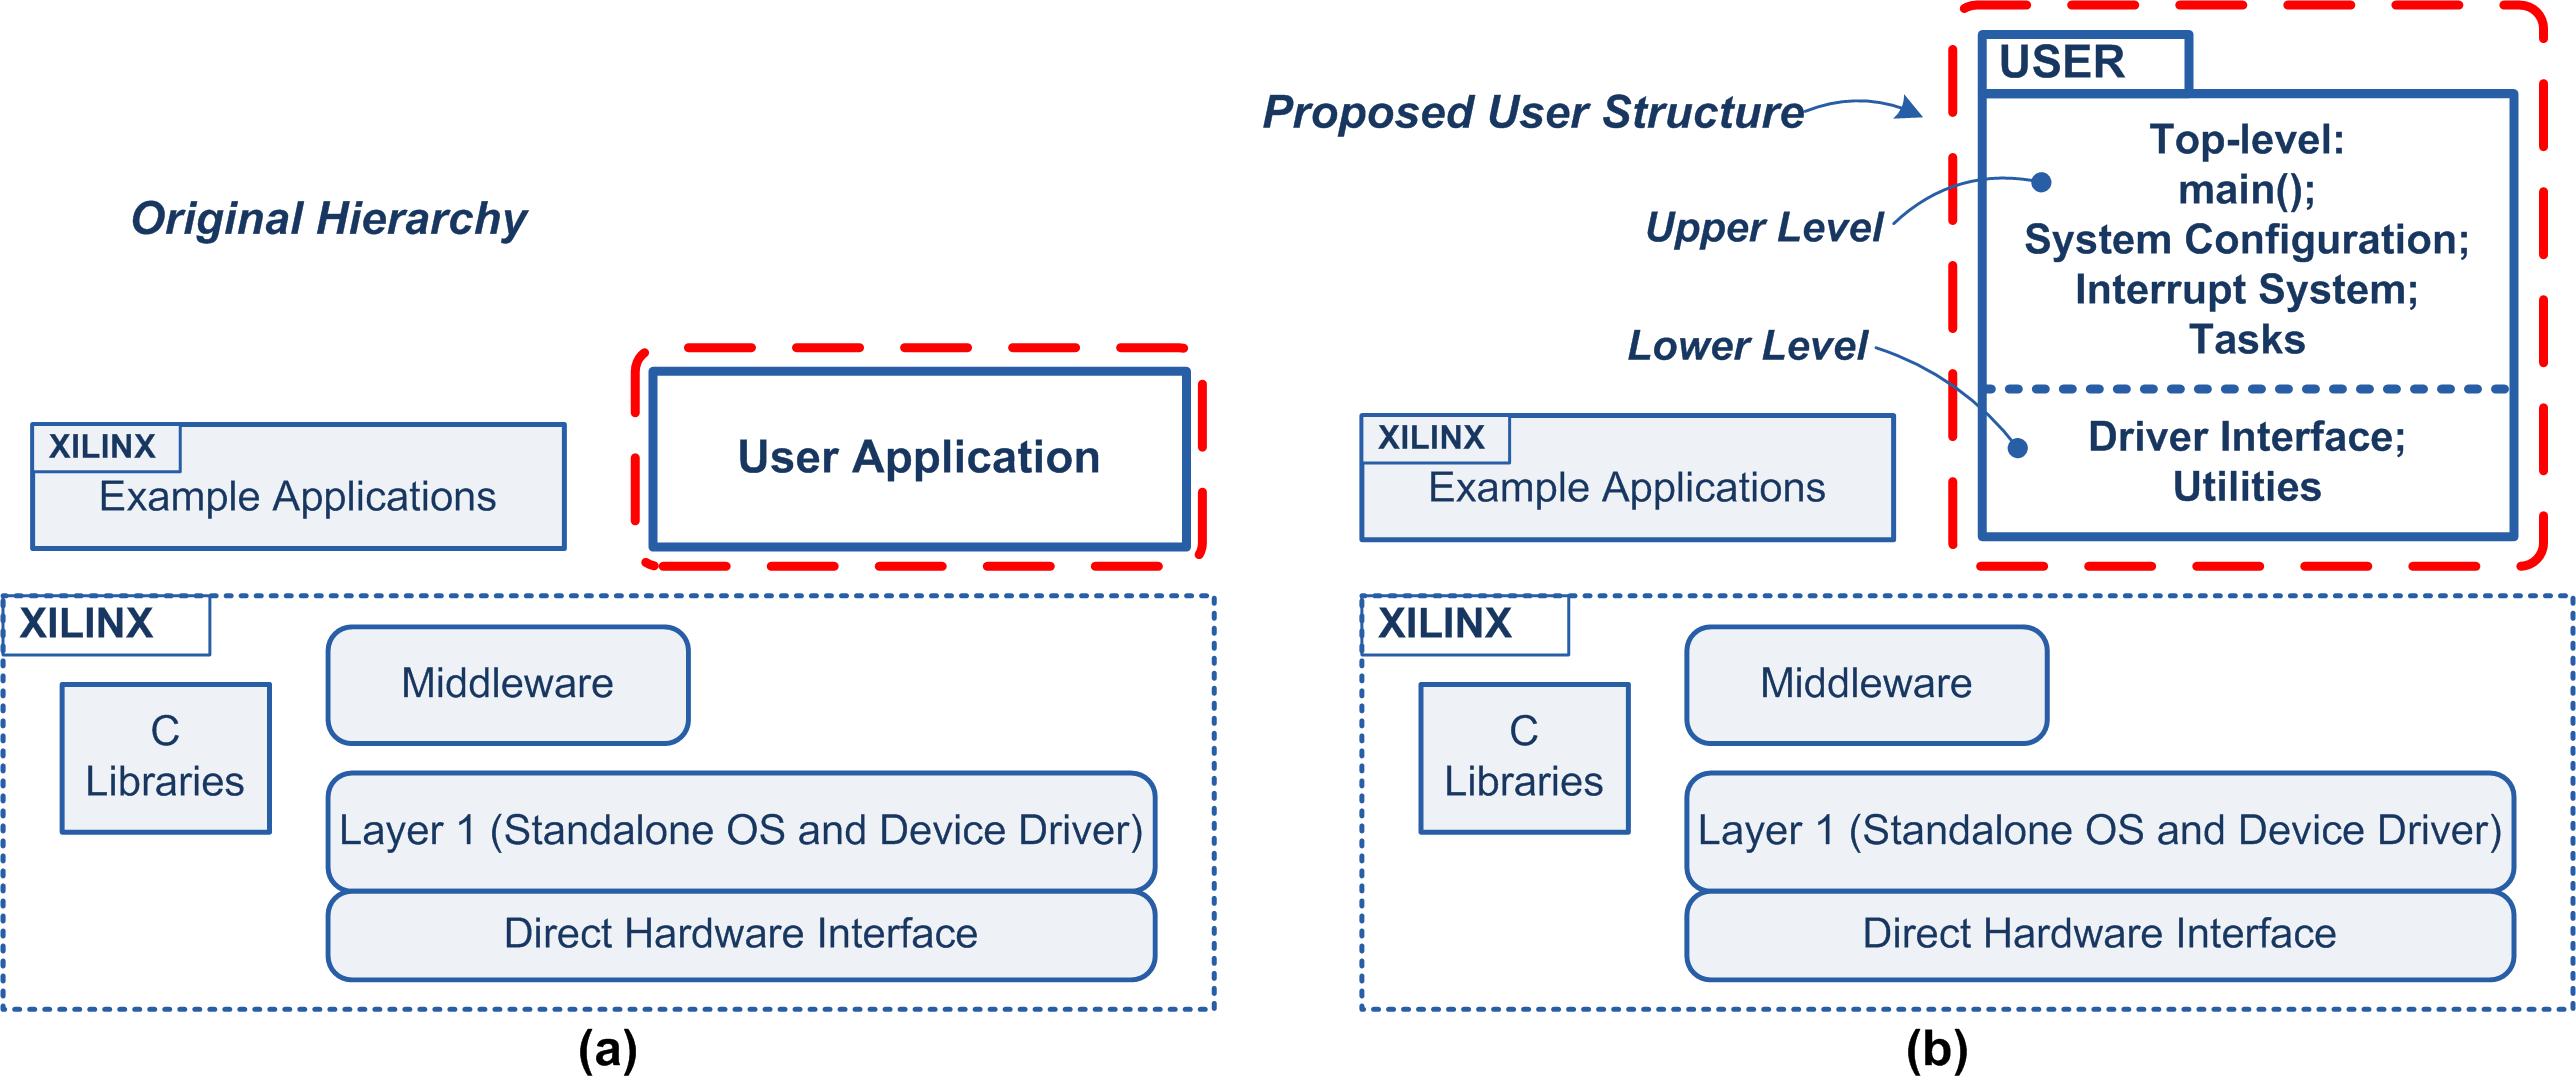 Original Hierarchy
XILINX
Example Applications
User Application
XILINX
C
Libraries
Middleware
Layer 1 (Standalone OS and Device Driver)
Direct Hardware Interface
(a)
Proposed User Structure
USER
Top-level:
main();
System Configuration;
Interrupt System;
Tasks
Upper Level
Lower Level
Driver Interface;
Utilities
XILINX
Example Applications
XILINX
C
Libraries
Middleware
Layer 1 (Standalone OS and Device Driver)
Direct Hardware Interface
(b)